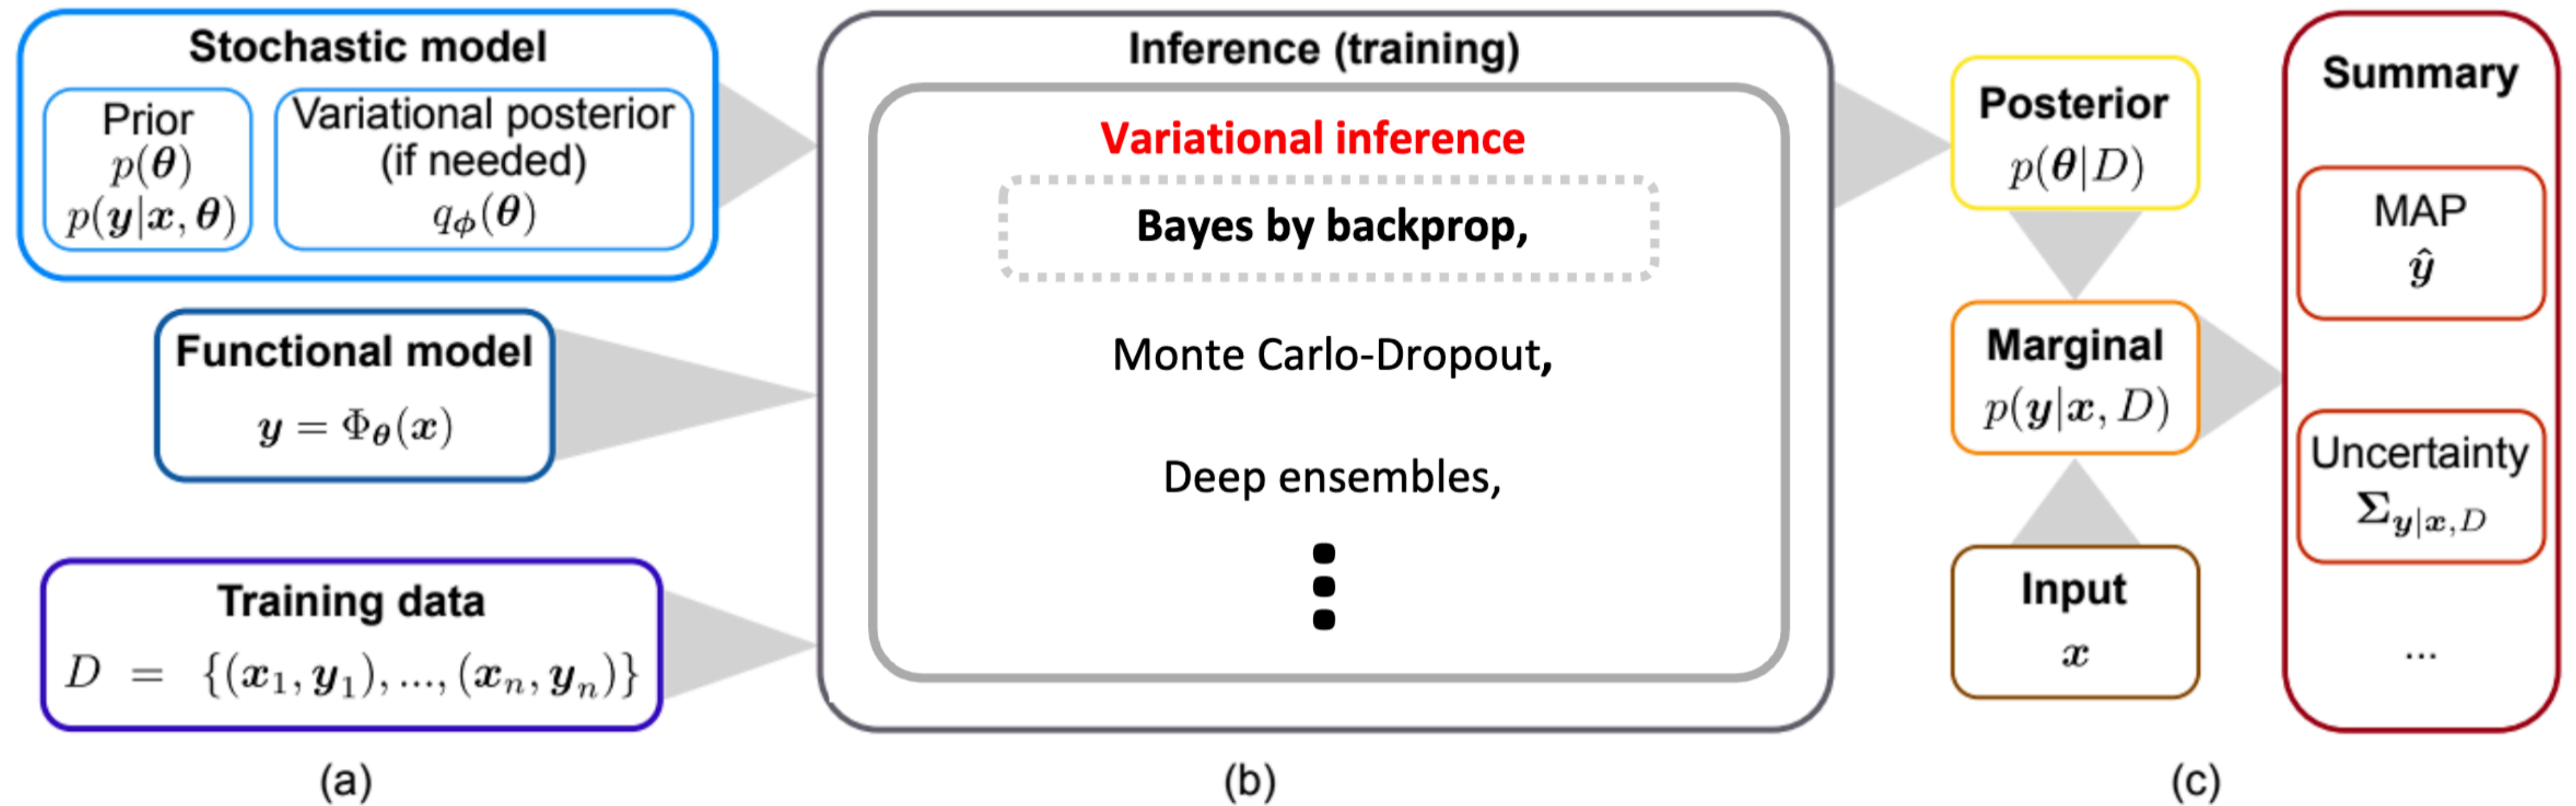 Stochastic model
Prior
p(θ)
p(y|x, θ)
Variational posterior
(if needed)
qϕ(θ)
Functional model
y = Φθ(x)
Training data
D = {(x₁, y₁), ..., (xₙ, yₙ)}
(a)
Inference (training)
Variational inference
Bayes by backprop,
Monte Carlo-Dropout,
Deep ensembles,
(b)
Posterior
p(θ|D)
Marginal
p(y|x, D)
Input
x
(c)
Summary
MAP
ŷ
Uncertainty
Σy|x,D
...